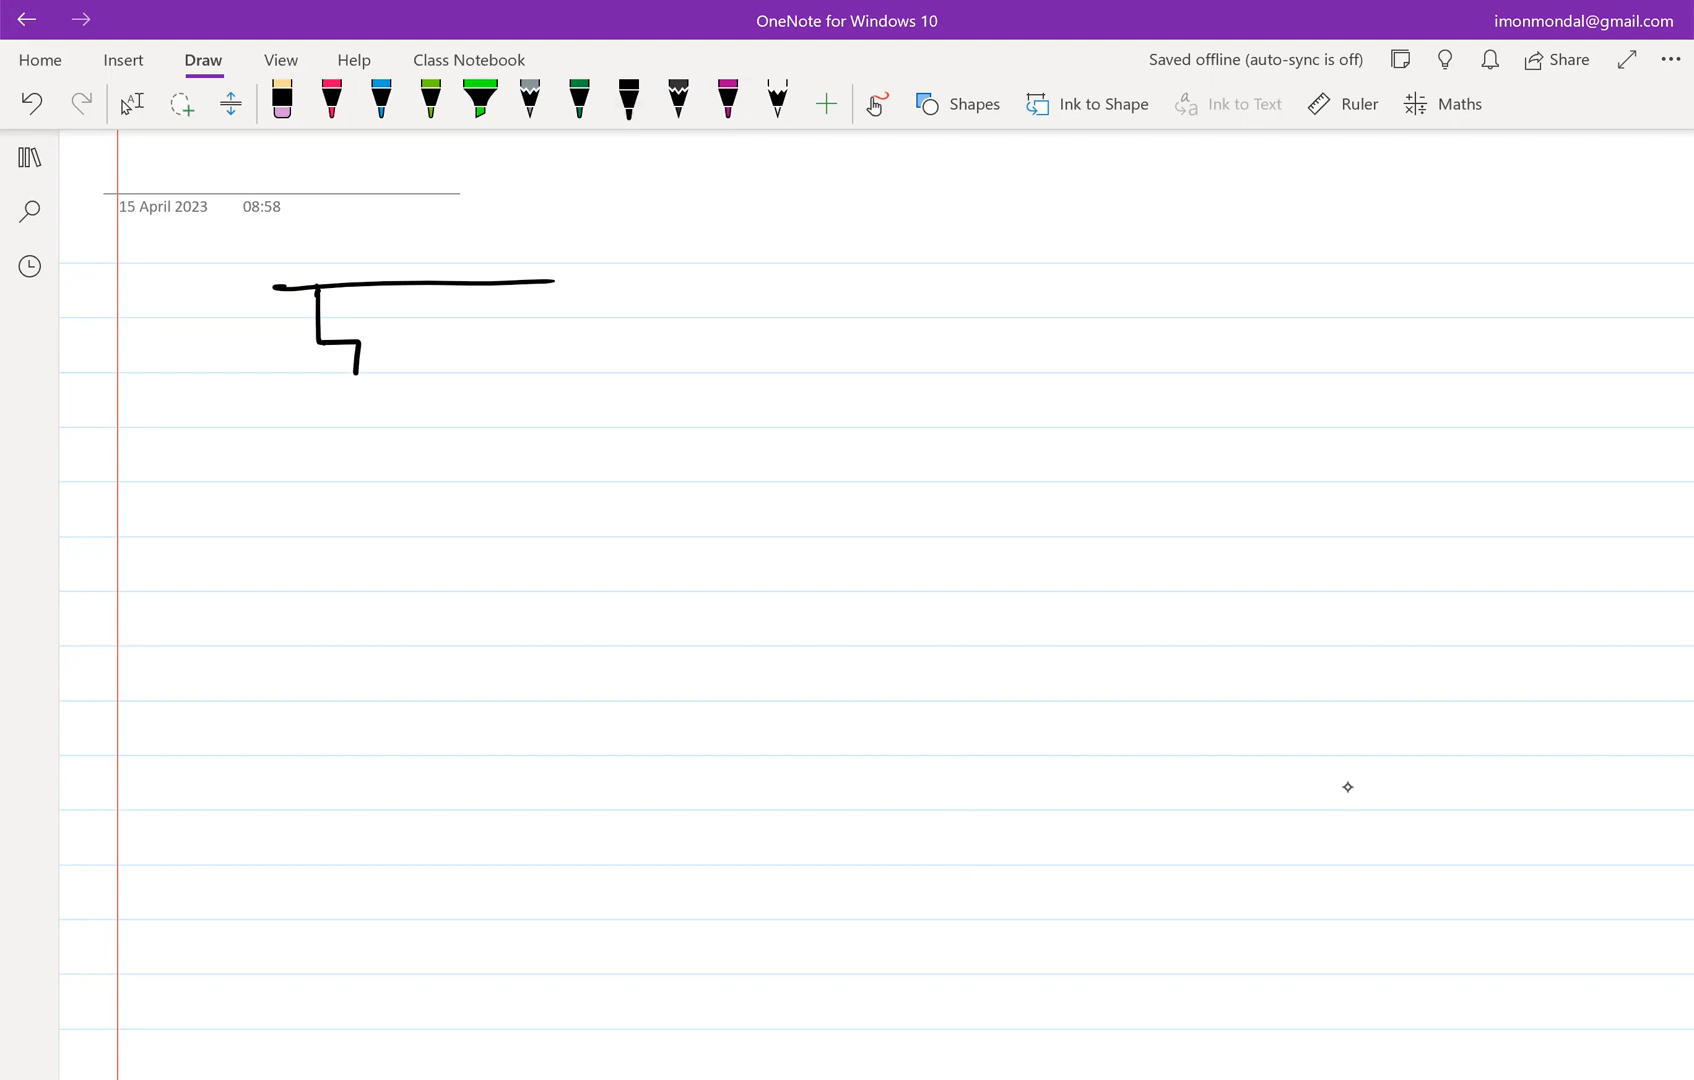 OneNote for Windows 10
imonmondal@gmail.com
Home Insert Draw View Help Class Notebook
Saved offline (auto-sync is off) Share
Shapes Ink to Shape Ink to Text Ruler Maths
15 April 2023 08:58